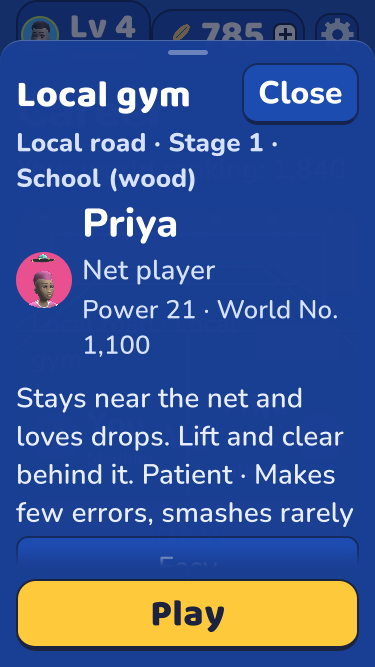 Lv 4
785
Local gym
Close
Local road · Stage 1 ·
School (wood)
Priya
Net player
Power 21 · World No.
1,100
Stays near the net and
loves drops. Lift and clear
behind it. Patient · Makes
few errors, smashes rarely
Easy
Play